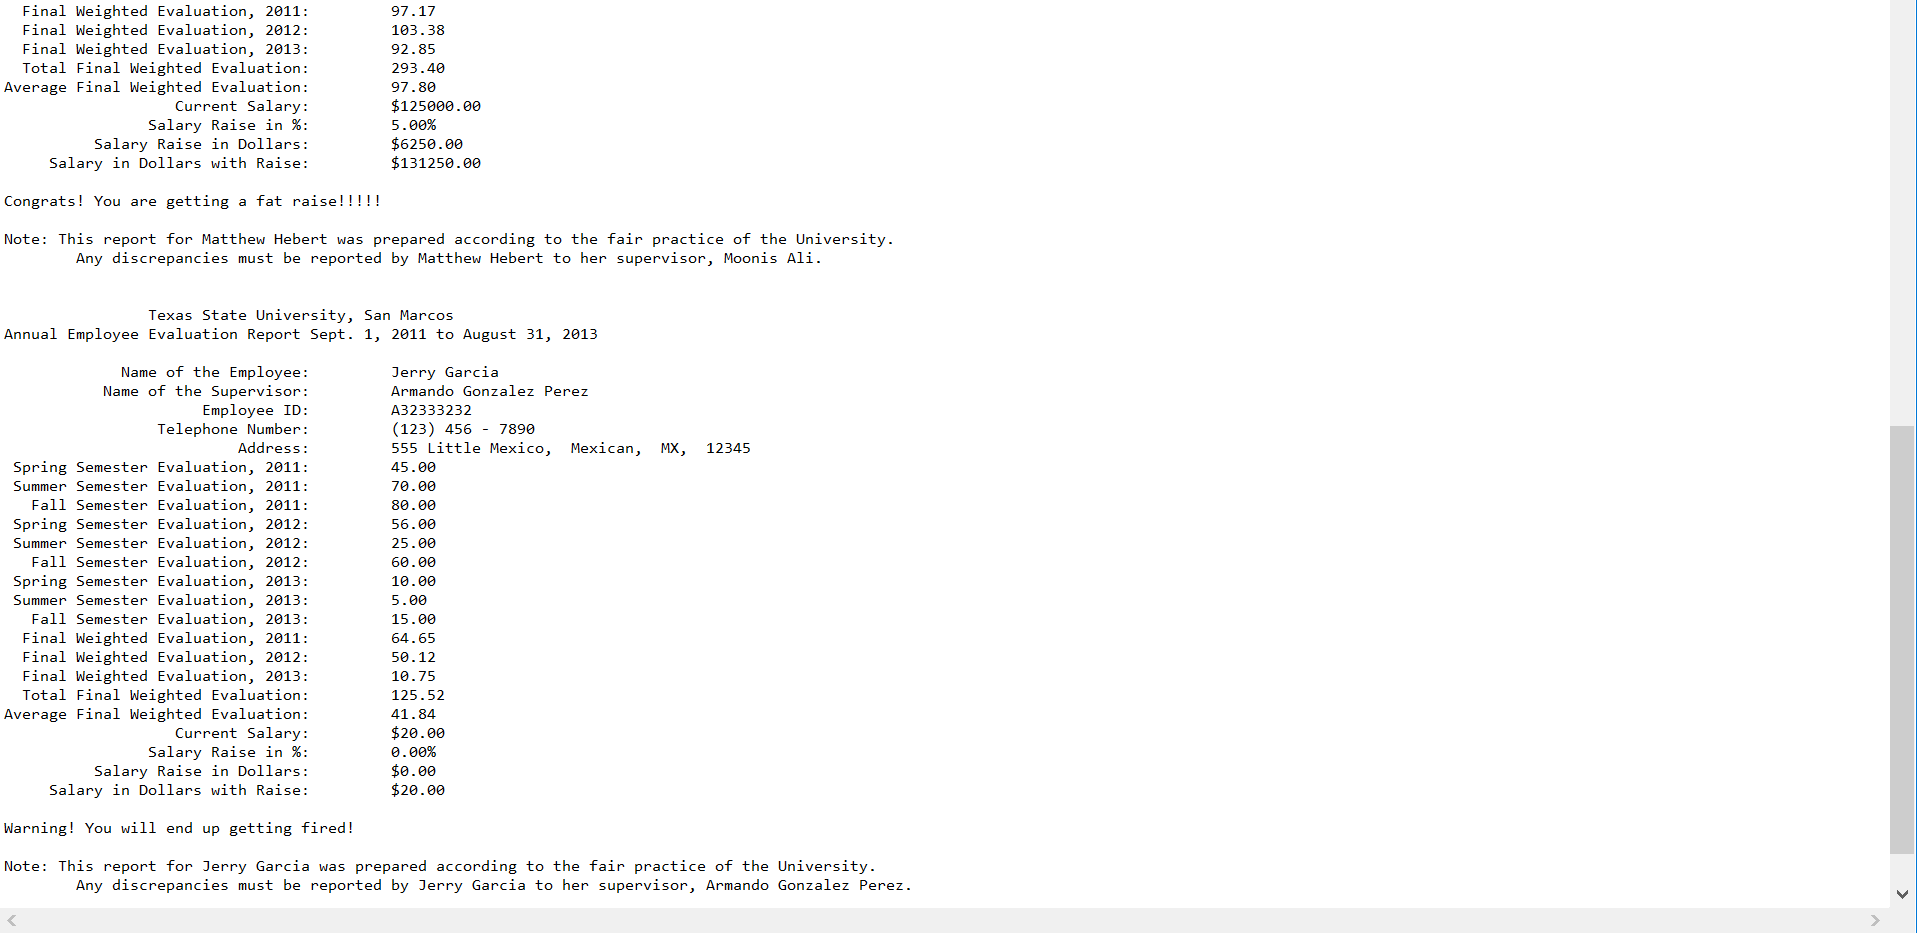 Final Weighted Evaluation, 2011: 97.17
Final Weighted Evaluation, 2012: 103.38
Final Weighted Evaluation, 2013: 92.85
Total Final Weighted Evaluation: 293.40
Average Final Weighted Evaluation: 97.80
Current Salary: $125000.00
Salary Raise in %: 5.00%
Salary Raise in Dollars: $6250.00
Salary in Dollars with Raise: $131250.00
Congrats! You are getting a fat raise!!!!!
Note: This report for Matthew Hebert was prepared according to the fair practice of the University.
Any discrepancies must be reported by Matthew Hebert to her supervisor, Moonis Ali.
Texas State University, San Marcos
Annual Employee Evaluation Report Sept. 1, 2011 to August 31, 2013
Name of the Employee: Jerry Garcia
Name of the Supervisor: Armando Gonzalez Perez
Employee ID: A32333232
Telephone Number: (123) 456 - 7890
Address: 555 Little Mexico, Mexican, MX, 12345
Spring Semester Evaluation, 2011: 45.00
Summer Semester Evaluation, 2011: 70.00
Fall Semester Evaluation, 2011: 80.00
Spring Semester Evaluation, 2012: 56.00
Summer Semester Evaluation, 2012: 25.00
Fall Semester Evaluation, 2012: 60.00
Spring Semester Evaluation, 2013: 10.00
Summer Semester Evaluation, 2013: 5.00
Fall Semester Evaluation, 2013: 15.00
Final Weighted Evaluation, 2011: 64.65
Final Weighted Evaluation, 2012: 50.12
Final Weighted Evaluation, 2013: 10.75
Total Final Weighted Evaluation: 125.52
Average Final Weighted Evaluation: 41.84
Current Salary: $20.00
Salary Raise in %: 0.00%
Salary Raise in Dollars: $0.00
Salary in Dollars with Raise: $20.00
Warning! You will end up getting fired!
Note: This report for Jerry Garcia was prepared according to the fair practice of the University.
Any discrepancies must be reported by Jerry Garcia to her supervisor, Armando Gonzalez Perez.